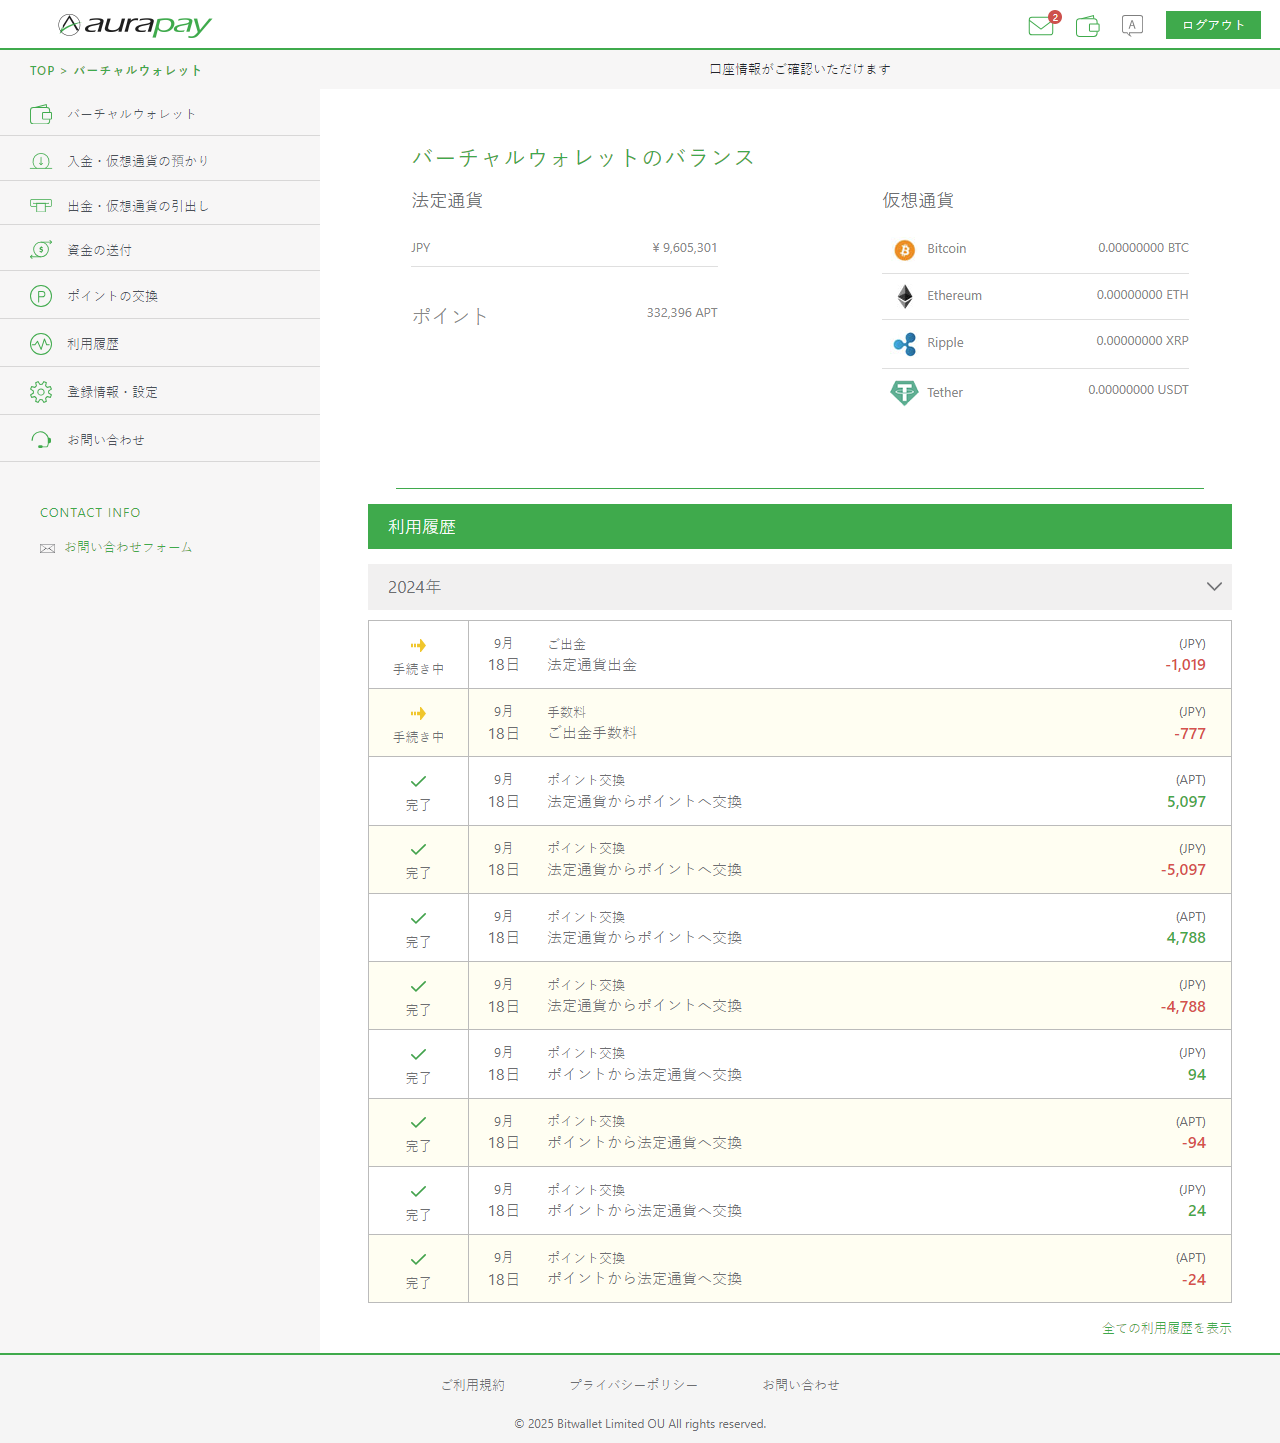 aurapay
2
A
ログアウト
TOP > バーチャルウォレット
口座情報がご確認いただけます
バーチャルウォレット
入金・仮想通貨の預かり
出金・仮想通貨の引出し
資金の送付
ポイントの交換
利用履歴
登録情報・設定
お問い合わせ
CONTACT INFO
お問い合わせフォーム
バーチャルウォレットのバランス
法定通貨
JPY ¥ 9,605,301
ポイント 332,396 APT
仮想通貨
Bitcoin 0.00000000 BTC
Ethereum 0.00000000 ETH
Ripple 0.00000000 XRP
Tether 0.00000000 USDT
利用履歴
2024年
9月 ご出金 (JPY)
手続き中 18日 法定通貨出金 -1,019
9月 手数料 (JPY)
手続き中 18日 ご出金手数料 -777
9月 ポイント交換 (APT)
完了 18日 法定通貨からポイントへ交換 5,097
9月 ポイント交換 (JPY)
完了 18日 法定通貨からポイントへ交換 -5,097
9月 ポイント交換 (APT)
完了 18日 法定通貨からポイントへ交換 4,788
9月 ポイント交換 (JPY)
完了 18日 法定通貨からポイントへ交換 -4,788
9月 ポイント交換 (JPY)
完了 18日 ポイントから法定通貨へ交換 94
9月 ポイント交換 (APT)
完了 18日 ポイントから法定通貨へ交換 -94
9月 ポイント交換 (JPY)
完了 18日 ポイントから法定通貨へ交換 24
9月 ポイント交換 (APT)
完了 18日 ポイントから法定通貨へ交換 -24
全ての利用履歴を表示
ご利用規約 プライバシーポリシー お問い合わせ
© 2025 Bitwallet Limited OU All rights reserved.